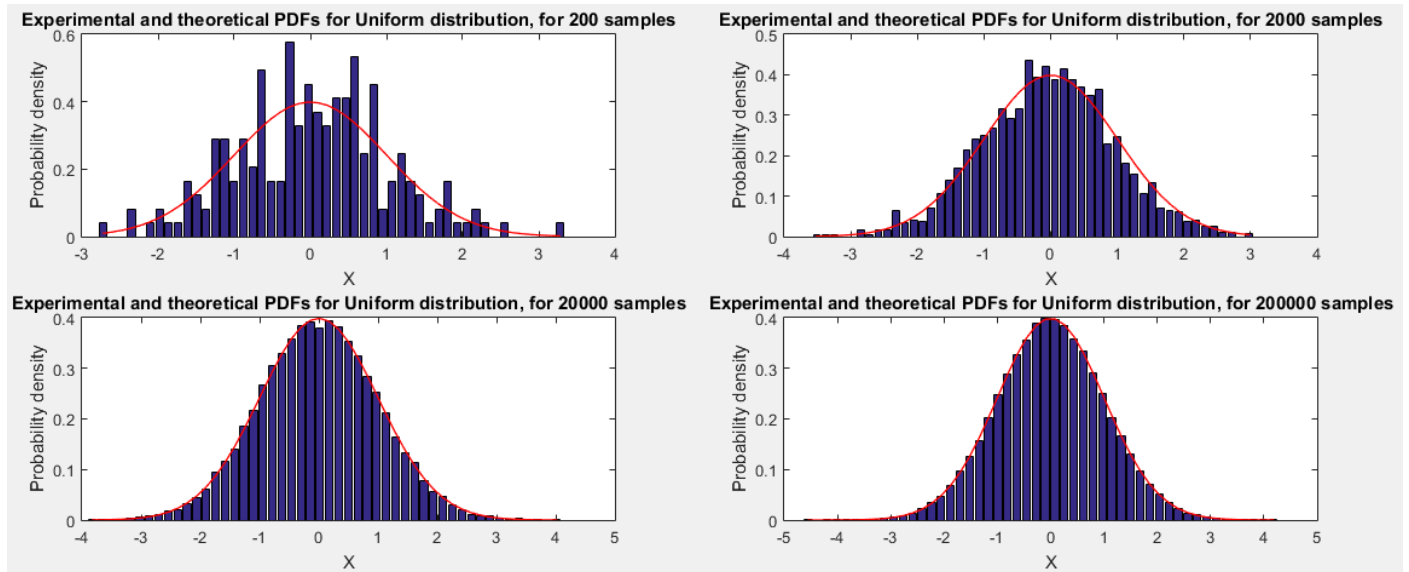 Experimental and theoretical PDFs for Uniform distribution, for 200 samples
0.6
0.4
0.2
0
Probability density
-3 -2 -1 0 1 2 3 4
X
Experimental and theoretical PDFs for Uniform distribution, for 2000 samples
0.5
0.4
0.3
0.2
0.1
0
Probability density
-4 -3 -2 -1 0 1 2 3 4
X
Experimental and theoretical PDFs for Uniform distribution, for 20000 samples
0.4
0.3
0.2
0.1
0
Probability density
-4 -3 -2 -1 0 1 2 3 4 5
X
Experimental and theoretical PDFs for Uniform distribution, for 200000 samples
0.4
0.3
0.2
0.1
0
Probability density
-5 -4 -3 -2 -1 0 1 2 3 4 5
X